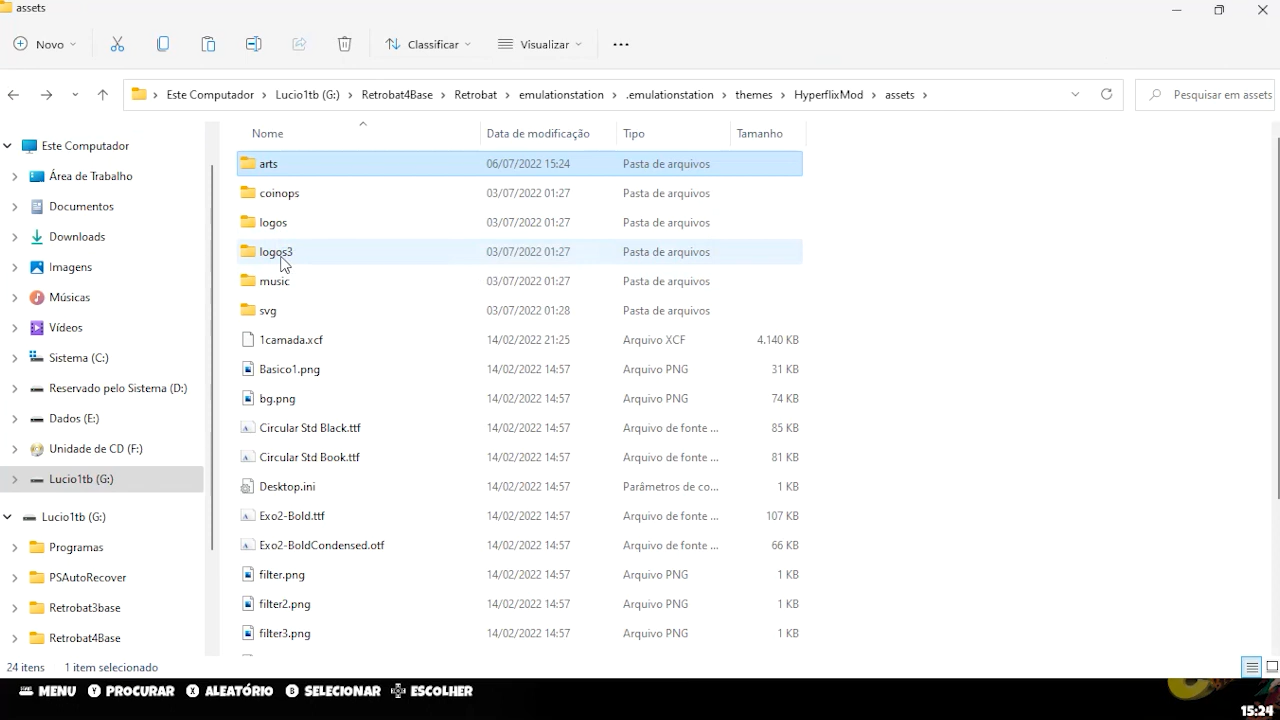 assets
Novo Classificar Visualizar
Este Computador Lucio1tb (G:) Retrobat4Base Retrobat emulationstation .emulationstation themes HyperflixMod assets Pesquisar em assets
Nome Data de modificação Tipo Tamanho
Este Computador
Área de Trabalho
Documentos
Downloads
Imagens
Músicas
Vídeos
Sistema (C:)
Reservado pelo Sistema (D:)
Dados (E:)
Unidade de CD (F:)
Lucio1tb (G:)
Lucio1tb (G:)
Programas
PSAutoRecover
Retrobat3base
Retrobat4Base
arts 06/07/2022 15:24 Pasta de arquivos
coinops 03/07/2022 01:27 Pasta de arquivos
logos 03/07/2022 01:27 Pasta de arquivos
logos3 03/07/2022 01:27 Pasta de arquivos
music 03/07/2022 01:27 Pasta de arquivos
svg 03/07/2022 01:28 Pasta de arquivos
1camada.xcf 14/02/2022 21:25 Arquivo XCF 4.140 KB
Basico1.png 14/02/2022 14:57 Arquivo PNG 31 KB
bg.png 14/02/2022 14:57 Arquivo PNG 74 KB
Circular Std Black.ttf 14/02/2022 14:57 Arquivo de fonte ... 85 KB
Circular Std Book.ttf 14/02/2022 14:57 Arquivo de fonte ... 81 KB
Desktop.ini 14/02/2022 14:57 Parâmetros de co... 1 KB
Exo2-Bold.ttf 14/02/2022 14:57 Arquivo de fonte ... 107 KB
Exo2-BoldCondensed.otf 14/02/2022 14:57 Arquivo de fonte ... 66 KB
filter.png 14/02/2022 14:57 Arquivo PNG 1 KB
filter2.png 14/02/2022 14:57 Arquivo PNG 1 KB
filter3.png 14/02/2022 14:57 Arquivo PNG 1 KB
24 itens 1 item selecionado
MENU Y PROCURAR X ALEATÓRIO B SELECIONAR ESCOLHER
15:24